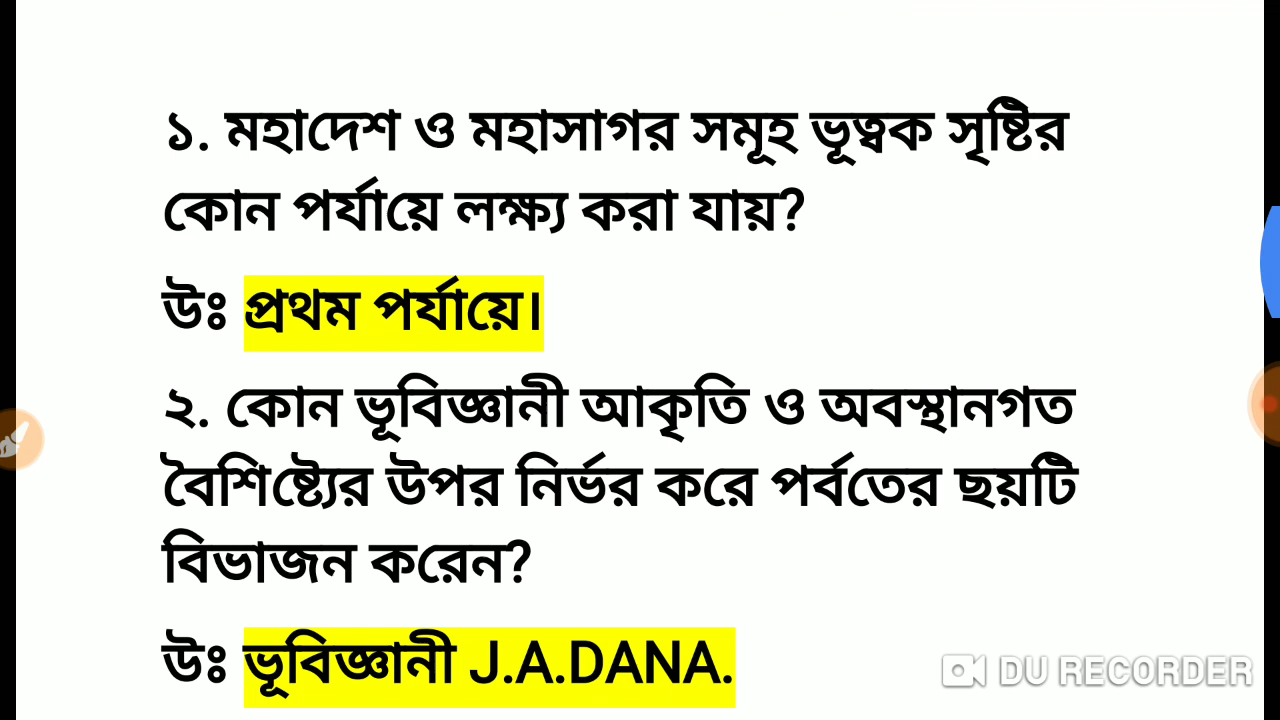 ১. মহাদেশ ও মহাসাগর সমূহ ভূত্বক সৃষ্টির
কোন পর্যায়ে লক্ষ্য করা যায়?
উঃ প্রথম পর্যায়ে।
২. কোন ভূবিজ্ঞানী আকৃতি ও অবস্থানগত
বৈশিষ্ট্যের উপর নির্ভর করে পর্বতের ছয়টি
বিভাজন করেন?
উঃ ভূবিজ্ঞানী J.A.DANA.
DU RECORDER